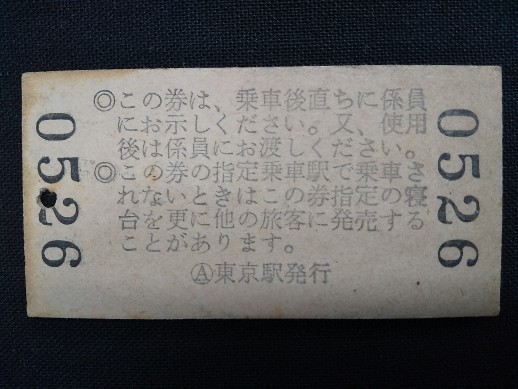 ◎この券は、乗車後直ちに係員
にお示しください。又、使用
後は係員にお渡しください。
◎この券の指定乗車駅で乗車さ
れないときはこの券指定の寝
台を更に他の旅客に発売する
ことがあります。
Ⓐ東京駅発行
0526
0526